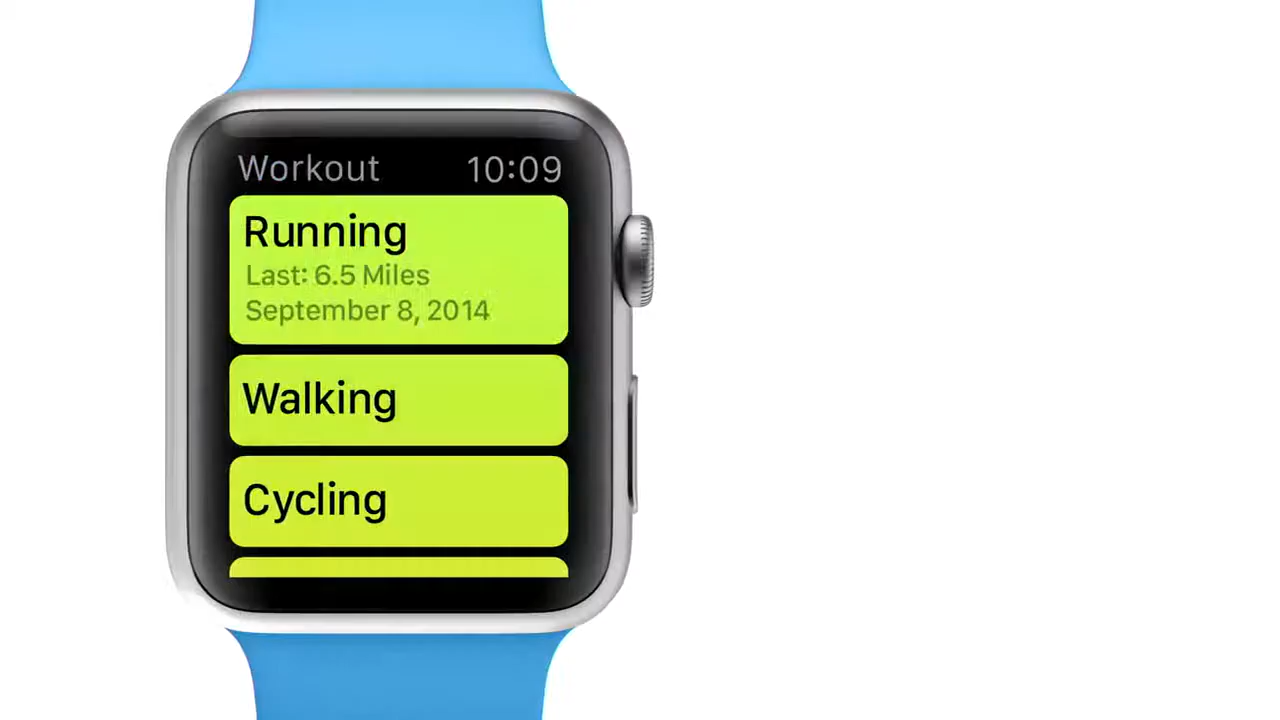 Workout 10:09
Running
Last: 6.5 Miles
September 8, 2014
Walking
Cycling